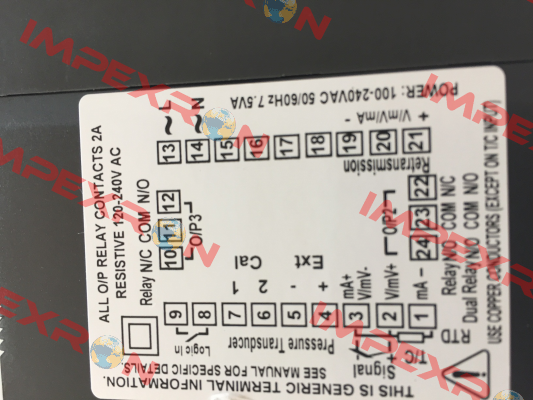 THIS IS GENERIC TERMINAL INFORMATION.
SEE MANUAL FOR SPECIFIC DETAILS
ALL O/P RELAY CONTACTS 2A
RESISTIVE 120-240V AC
Relay N/C COM N/O
10 11 12
O/P3
9
8
7
6
5
4
3
2
1
Logic In
Pressure Transducer
Signal
T/C
RTD
2 1
Cal
+ -
Ext
mA+
V/mV-
V/mV+
mA -
O/P2
24 23 22
Relay N/O COM N/C
Dual Relay N/O COM N/O
USE COPPER CONDUCTORS (EXCEPT ON T/C INPUT)
13 L
14 N
15
16
17
18
19 -
20 V/mV/mA
21 +
Retransmission
POWER: 100-240VAC 50/60Hz 7.5VA
IMPEXRON
IMPEXRON
IMPEXRON
IMPEXRON